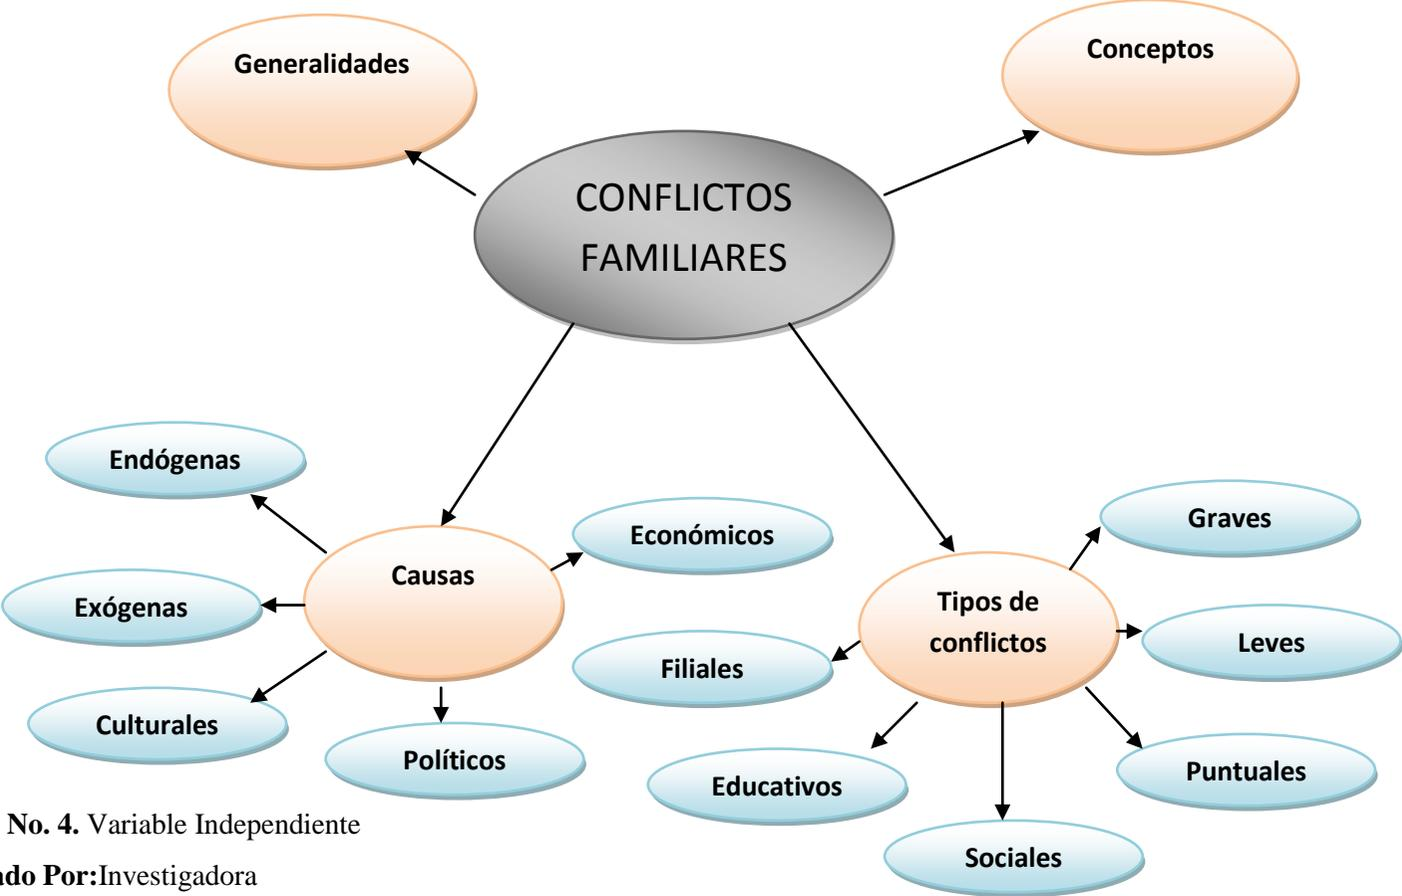 Generalidades
Conceptos
CONFLICTOS
FAMILIARES
Endógenas
Exógenas
Culturales
Causas
Económicos
Políticos
Tipos de
conflictos
Graves
Leves
Puntuales
Sociales
Educativos
Filiales
No. 4. Variable Independiente
Por:Investigadora